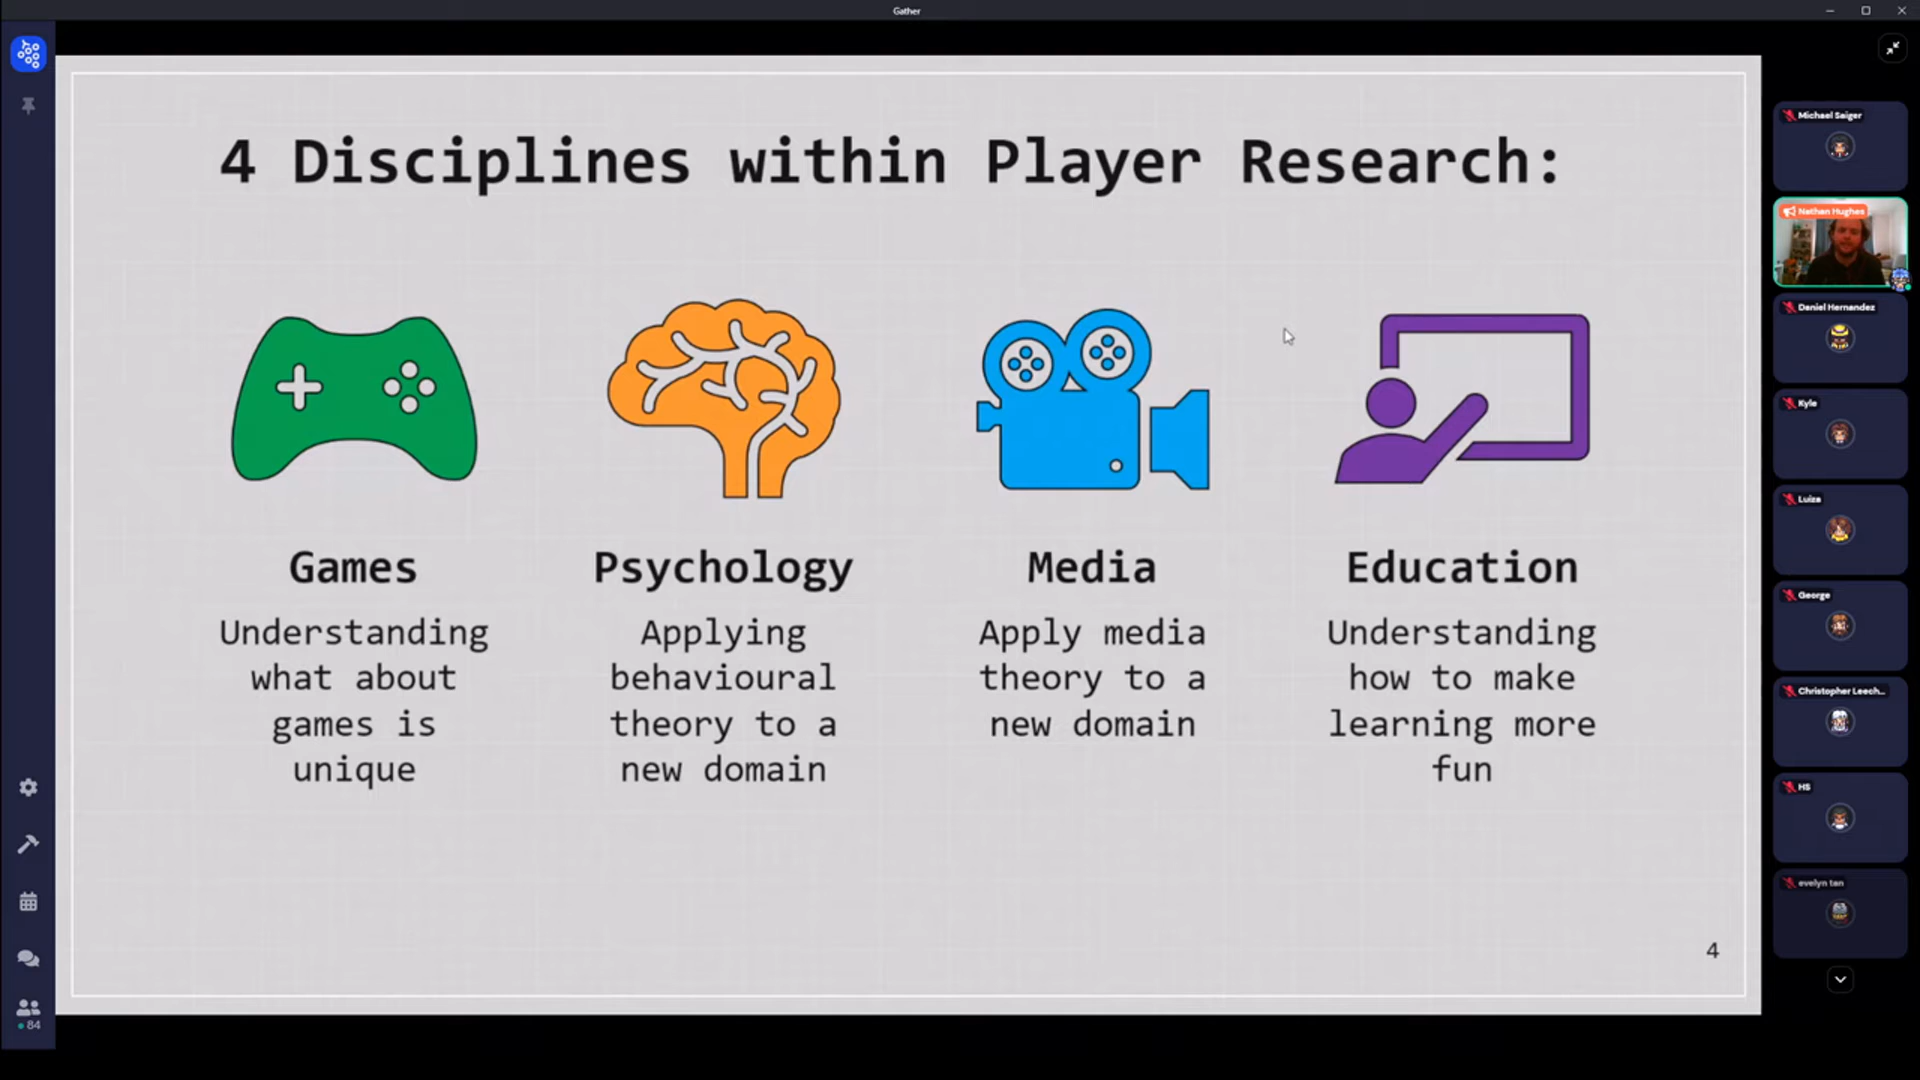 Gather
4 Disciplines within Player Research:
Games
Understanding
what about
games is
unique
Psychology
Applying
behavioural
theory to a
new domain
Media
Apply media
theory to a
new domain
Education
Understanding
how to make
learning more
fun
4
Michael Saiger
Nathan Hughes
Daniel Hernandez
Kyle
Luiza
George
Christopher Leech...
HS
evelyn tan
84